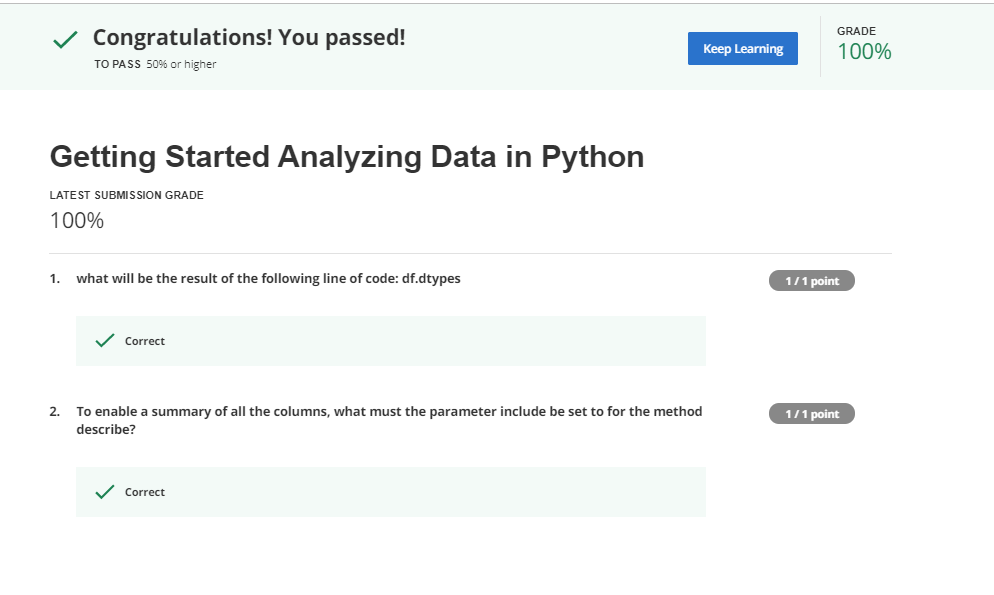 Congratulations! You passed!
TO PASS 50% or higher
Keep Learning
GRADE
100%
Getting Started Analyzing Data in Python
LATEST SUBMISSION GRADE
100%
1. what will be the result of the following line of code: df.dtypes
1 / 1 point
Correct
2. To enable a summary of all the columns, what must the parameter include be set to for the method
describe?
1 / 1 point
Correct